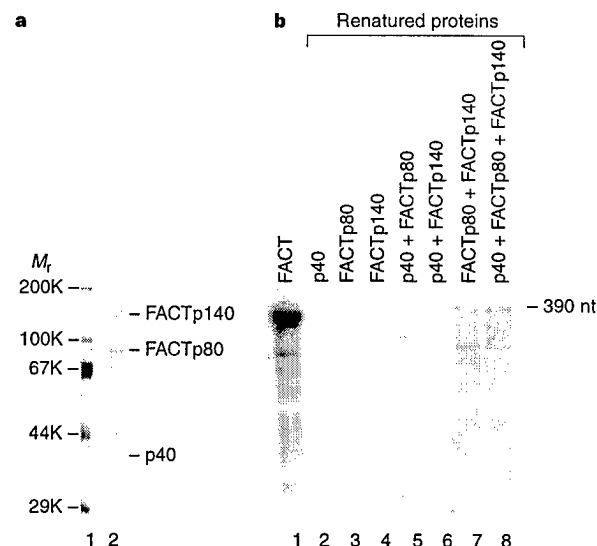 a
b
Renatured proteins
FACT
p40
FACTp80
FACTp140
p40 + FACTp80
p40 + FACTp140
FACTp80 + FACTp140
p40 + FACTp80 + FACTp140
Mr
200K –
100K –
67K –
44K –
29K –
– FACTp140
– FACTp80
– p40
– 390 nt
1 2
1 2 3 4 5 6 7 8